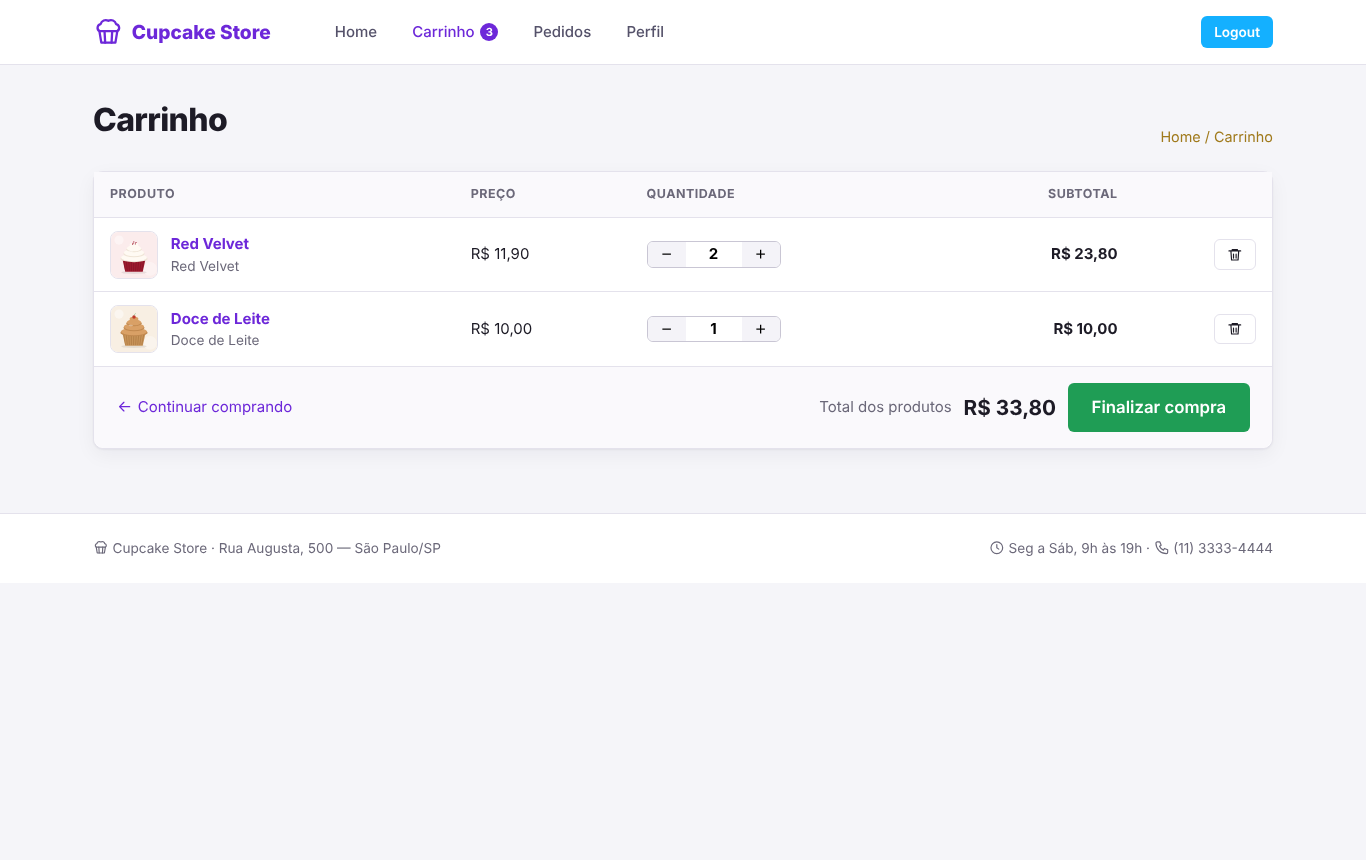 Cupcake Store Home Carrinho 3 Pedidos Perfil Logout
Carrinho
Home / Carrinho
PRODUTO PREÇO QUANTIDADE SUBTOTAL
Red Velvet
Red Velvet
R$ 11,90 − 2 + R$ 23,80
Doce de Leite
Doce de Leite
R$ 10,00 − 1 + R$ 10,00
← Continuar comprando Total dos produtos R$ 33,80 Finalizar compra
Cupcake Store · Rua Augusta, 500 — São Paulo/SP Seg a Sáb, 9h às 19h · (11) 3333-4444